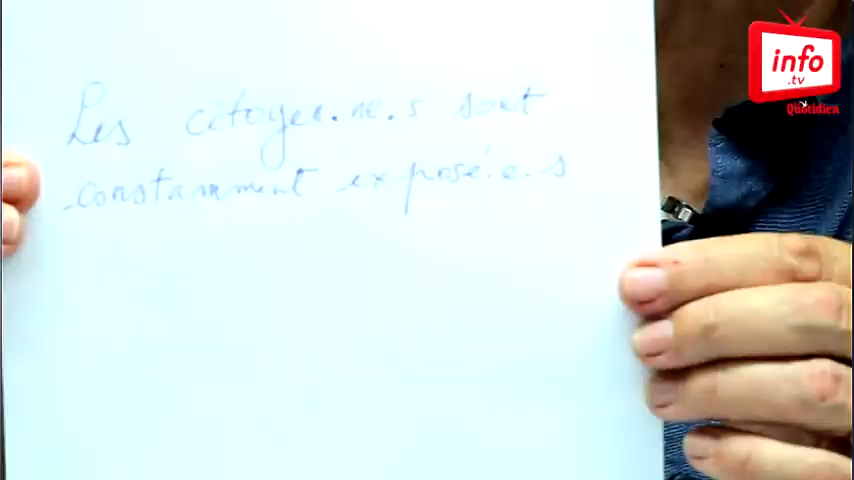 Les citoyen.ne.s sont
constamment exposé.e.s
info
.tv
Quotidien